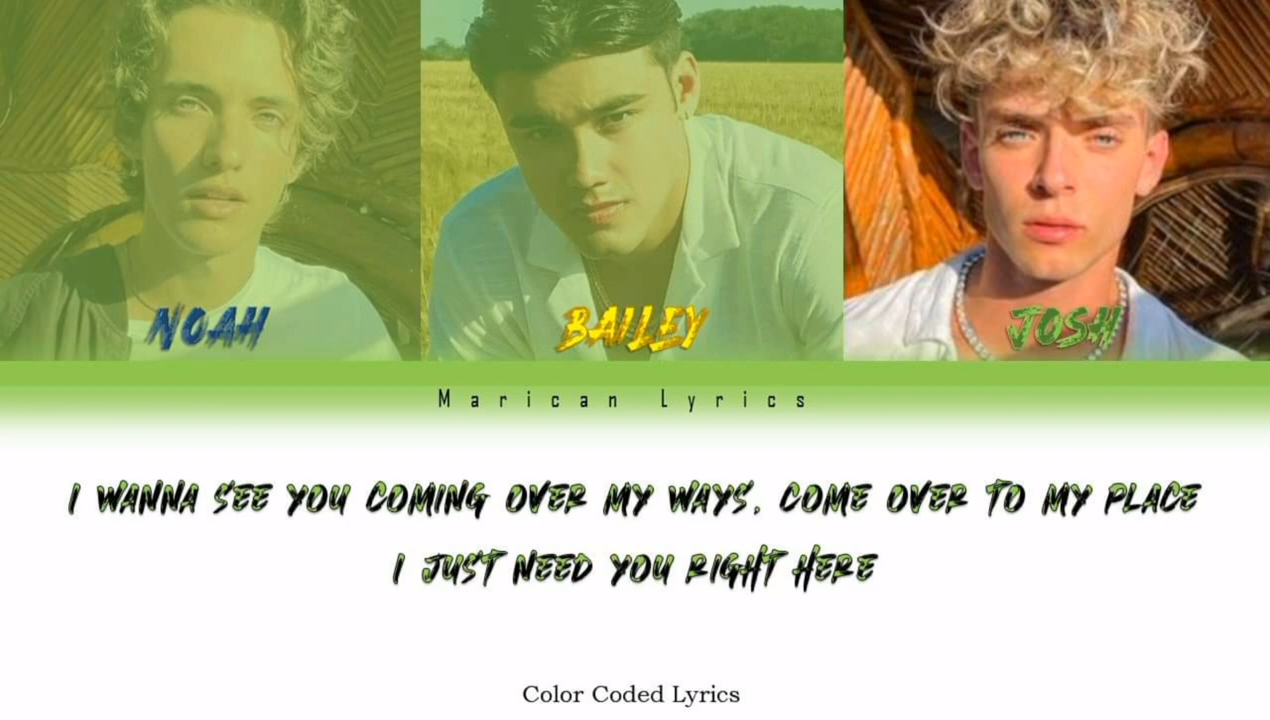 NOAH
BAILEY
JOSH
Marican Lyrics
I WANNA SEE YOU COMING OVER MY WAYS, COME OVER TO MY PLACE
I JUST NEED YOU RIGHT HERE
Color Coded Lyrics